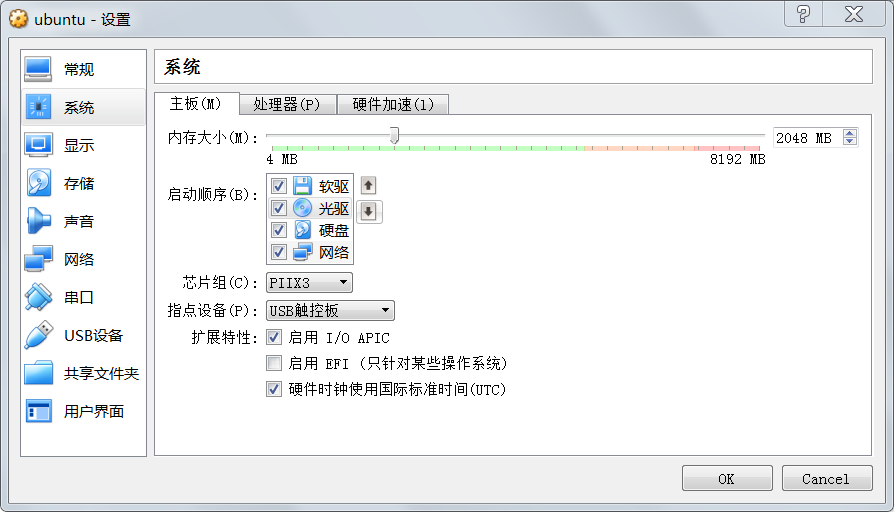 ubuntu - 设置
常规
系统
显示
存储
声音
网络
串口
USB设备
共享文件夹
用户界面
系统
主板(M) 处理器(P) 硬件加速(l)
内存大小(M): 2048 MB
4 MB 8192 MB
启动顺序(B):
软驱
光驱
硬盘
网络
芯片组(C): PIIX3
指点设备(P): USB触控板
扩展特性: 启用 I/O APIC
启用 EFI (只针对某些操作系统)
硬件时钟使用国际标准时间(UTC)
OK Cancel